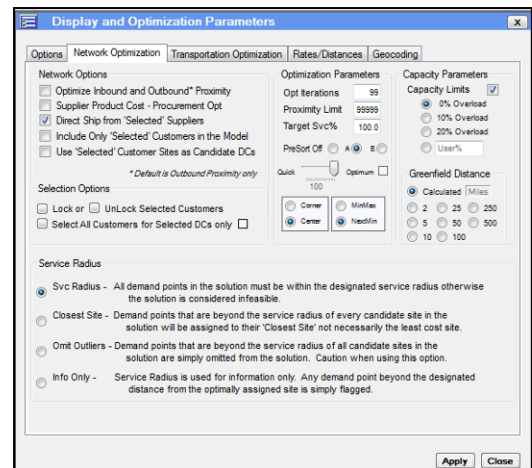 Display and Optimization Parameters
x
Options Network Optimization Transportation Optimization Rates/Distances Geocoding
Network Options
Optimize Inbound and Outbound* Proximity
Supplier Product Cost - Procurement Opt
Direct Ship from 'Selected' Suppliers
Include Only 'Selected' Customers in the Model
Use 'Selected' Customer Sites as Candidate DCs
* Default is Outbound Proximity only
Selection Options
Lock or UnLock Selected Customers
Select All Customers for Selected DCs only
Optimization Parameters
Opt Iterations 99
Proximity Limit 99999
Target Svc% 100.0
PreSort Off A B
Quick Optimum
100
Corner MinMax
Center NextMin
Capacity Parameters
Capacity Limits
0% Overload
10% Overload
20% Overload
User%
Greenfield Distance
Calculated Miles
2 25 250
5 50 500
10 100
Service Radius
Svc Radius - All demand points in the solution must be within the designated service radius otherwise
the solution is considered infeasible.
Closest Site - Demand points that are beyond the service radius of every candidate site in the
solution will be assigned to their 'Closest Site' not necessarily the least cost site.
Omit Outliers - Demand points that are beyond the service radius of all candidate sites in the
solution are simply omitted from the solution. Caution when using this option.
Info Only - Service Radius is used for information only. Any demand point beyond the designated
distance from the optimally assigned site is simply flagged.
Apply Close